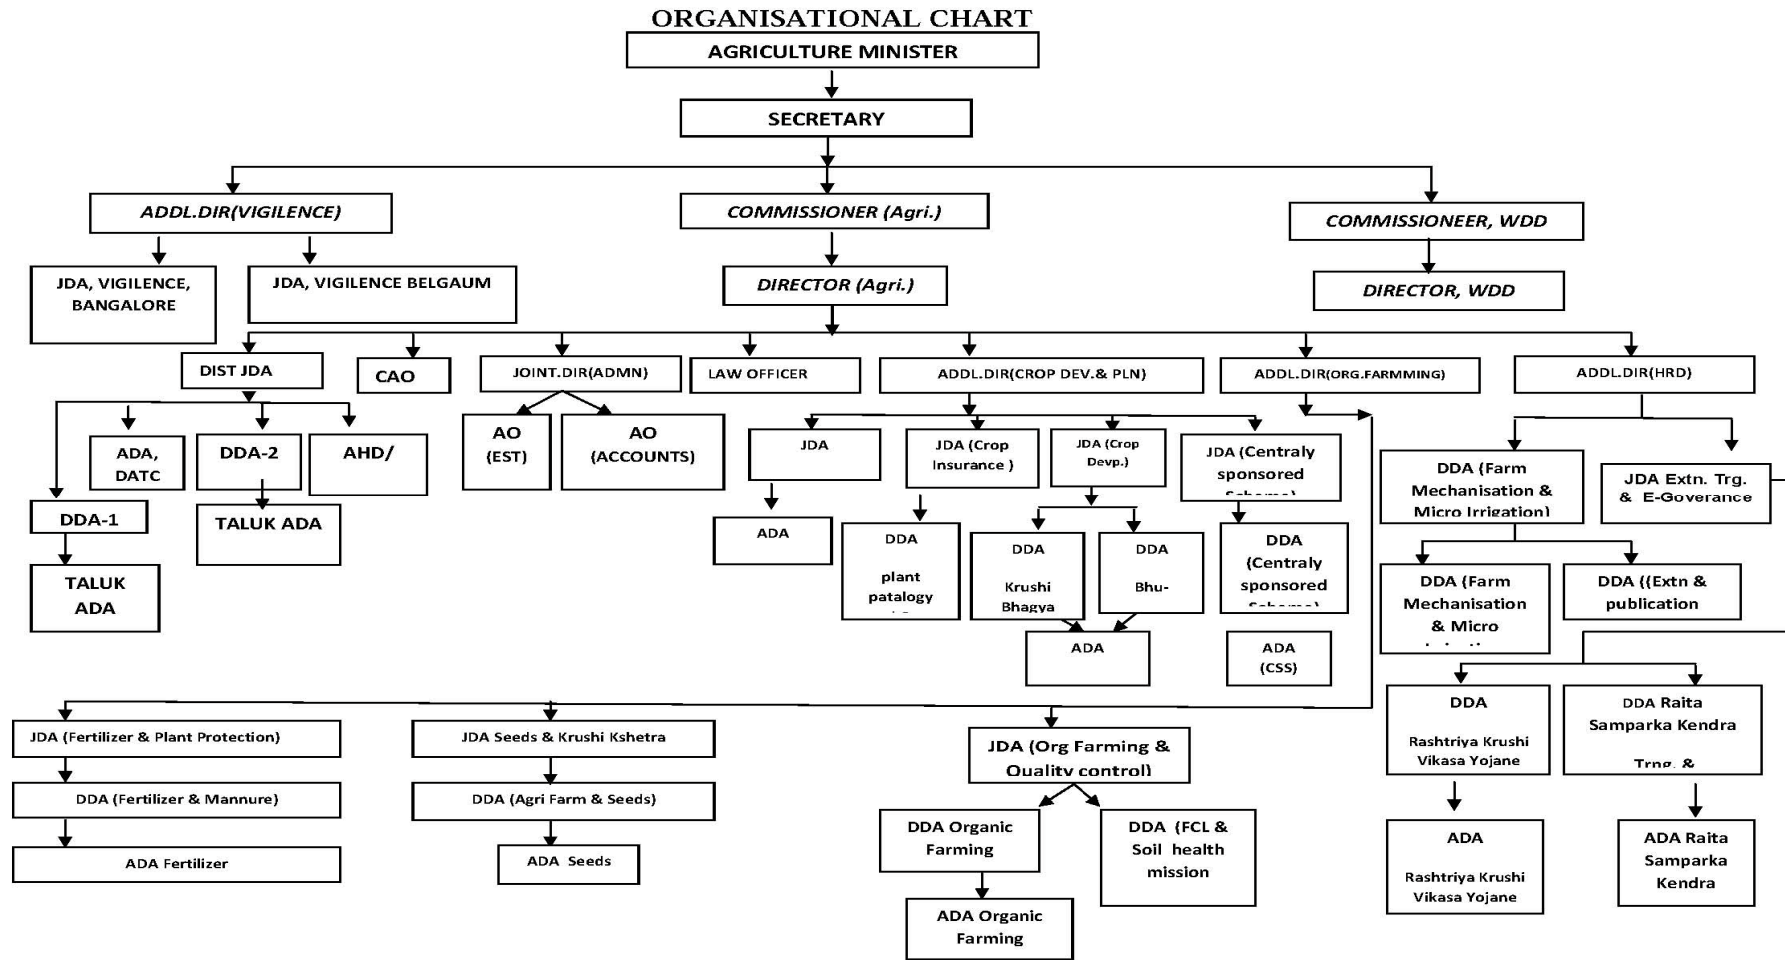 ORGANISATIONAL CHART
AGRICULTURE MINISTER
SECRETARY
ADDL.DIR(VIGILENCE)
COMMISSIONER (Agri.)
COMMISSIONEER, WDD
JDA, VIGILENCE,
BANGALORE
JDA, VIGILENCE BELGAUM
DIRECTOR (Agri.)
DIRECTOR, WDD
DIST JDA
CAO
JOINT.DIR(ADMN)
LAW OFFICER
ADDL.DIR(CROP DEV.& PLN)
ADDL.DIR(ORG.FARMMING)
ADDL.DIR(HRD)
ADA,
DATC
DDA-2
AHD/
AO
(EST)
AO
(ACCOUNTS)
JDA
JDA (Crop
Insurance )
JDA (Crop
Devp.)
JDA (Centraly
sponsored
Scheme)
DDA (Farm
Mechanisation &
Micro Irrigation)
JDA Extn. Trg.
& E-Goverance
DDA-1
TALUK ADA
TALUK
ADA
ADA
DDA
plant
patalogy
DDA
Krushi
Bhagya
DDA
Bhu-
DDA
(Centraly
sponsored
Scheme)
DDA (Farm
Mechanisation
& Micro
DDA ((Extn &
publication
ADA
ADA
(CSS)
DDA
Rashtriya Krushi
Vikasa Yojane
DDA Raita
Samparka Kendra
Trng. &
JDA (Fertilizer & Plant Protection)
JDA Seeds & Krushi Kshetra
JDA (Org Farming &
Quality control)
DDA (Fertilizer & Mannure)
DDA (Agri Farm & Seeds)
DDA Organic
Farming
DDA (FCL &
Soil health
mission
ADA
Rashtriya Krushi
Vikasa Yojane
ADA Raita
Samparka
Kendra
ADA Fertilizer
ADA Seeds
ADA Organic
Farming